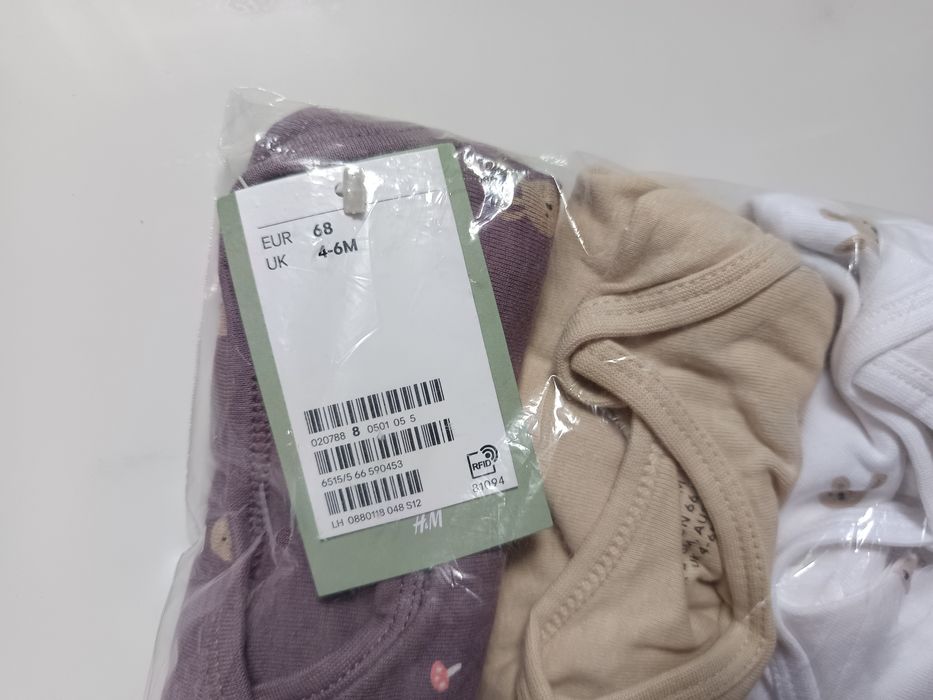 EUR 68
UK 4-6M
020788 8 0501 05 5
6515/5 66 590453
RFID
81094
LH 0880118 048 S12
H&M